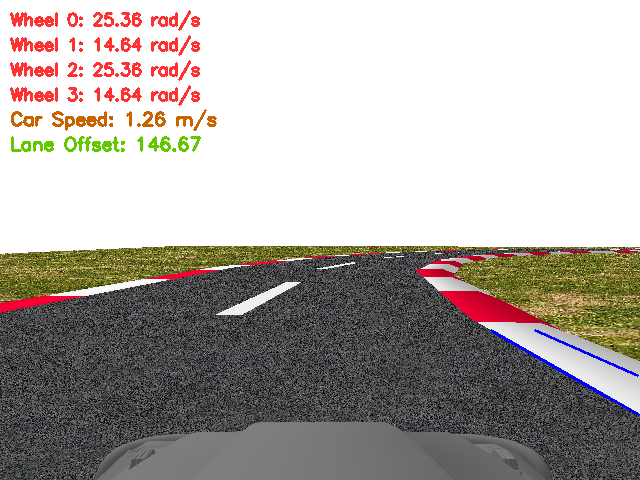 Wheel 0: 25.36 rad/s
Wheel 1: 14.64 rad/s
Wheel 2: 25.36 rad/s
Wheel 3: 14.64 rad/s
Car Speed: 1.26 m/s
Lane Offset: 146.67